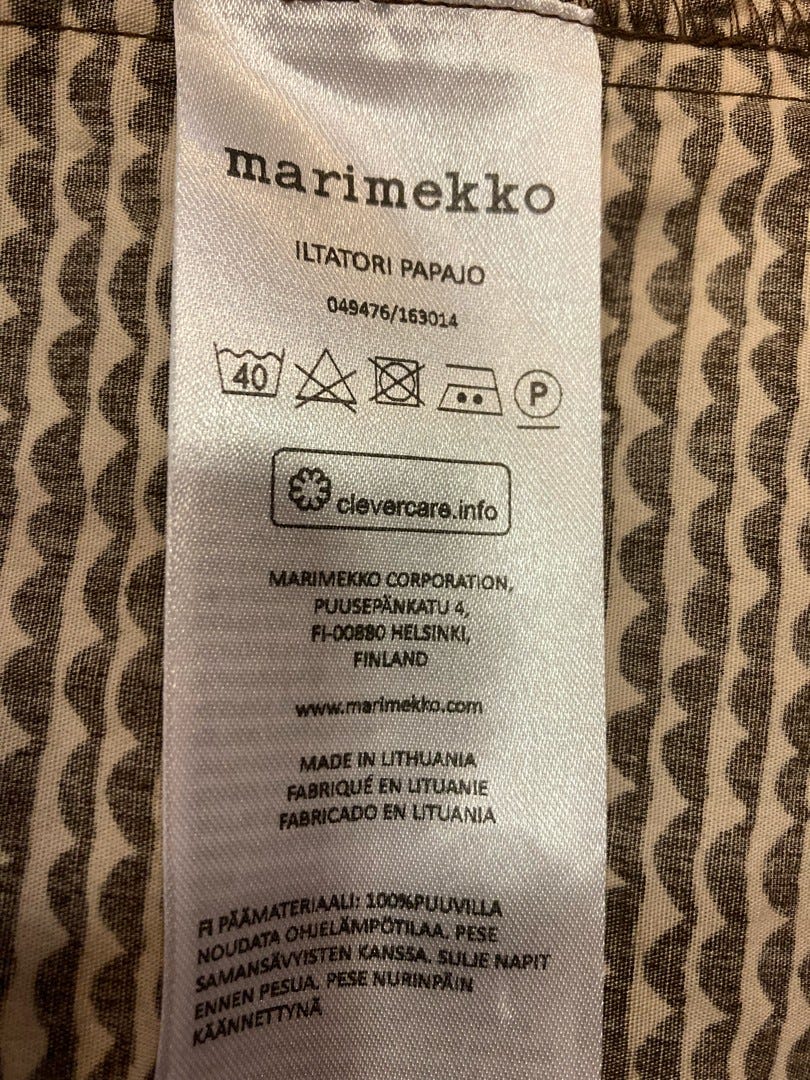 marimekko
ILTATORI PAPAJO
049476/163014
40 P
clevercare.info
MARIMEKKO CORPORATION,
PUUSEPÄNKATU 4,
FI-00880 HELSINKI,
FINLAND
www.marimekko.com
MADE IN LITHUANIA
FABRIQUÉ EN LITUANIE
FABRICADO EN LITUANIA
FI PÄÄMATERIAALI: 100%PUUVILLA
NOUDATA OHJELÄMPÖTILAA. PESE
SAMANSÄVYISTEN KANSSA. SULJE NAPIT
ENNEN PESUA. PESE NURINPÄIN
KÄÄNNETTYNÄ